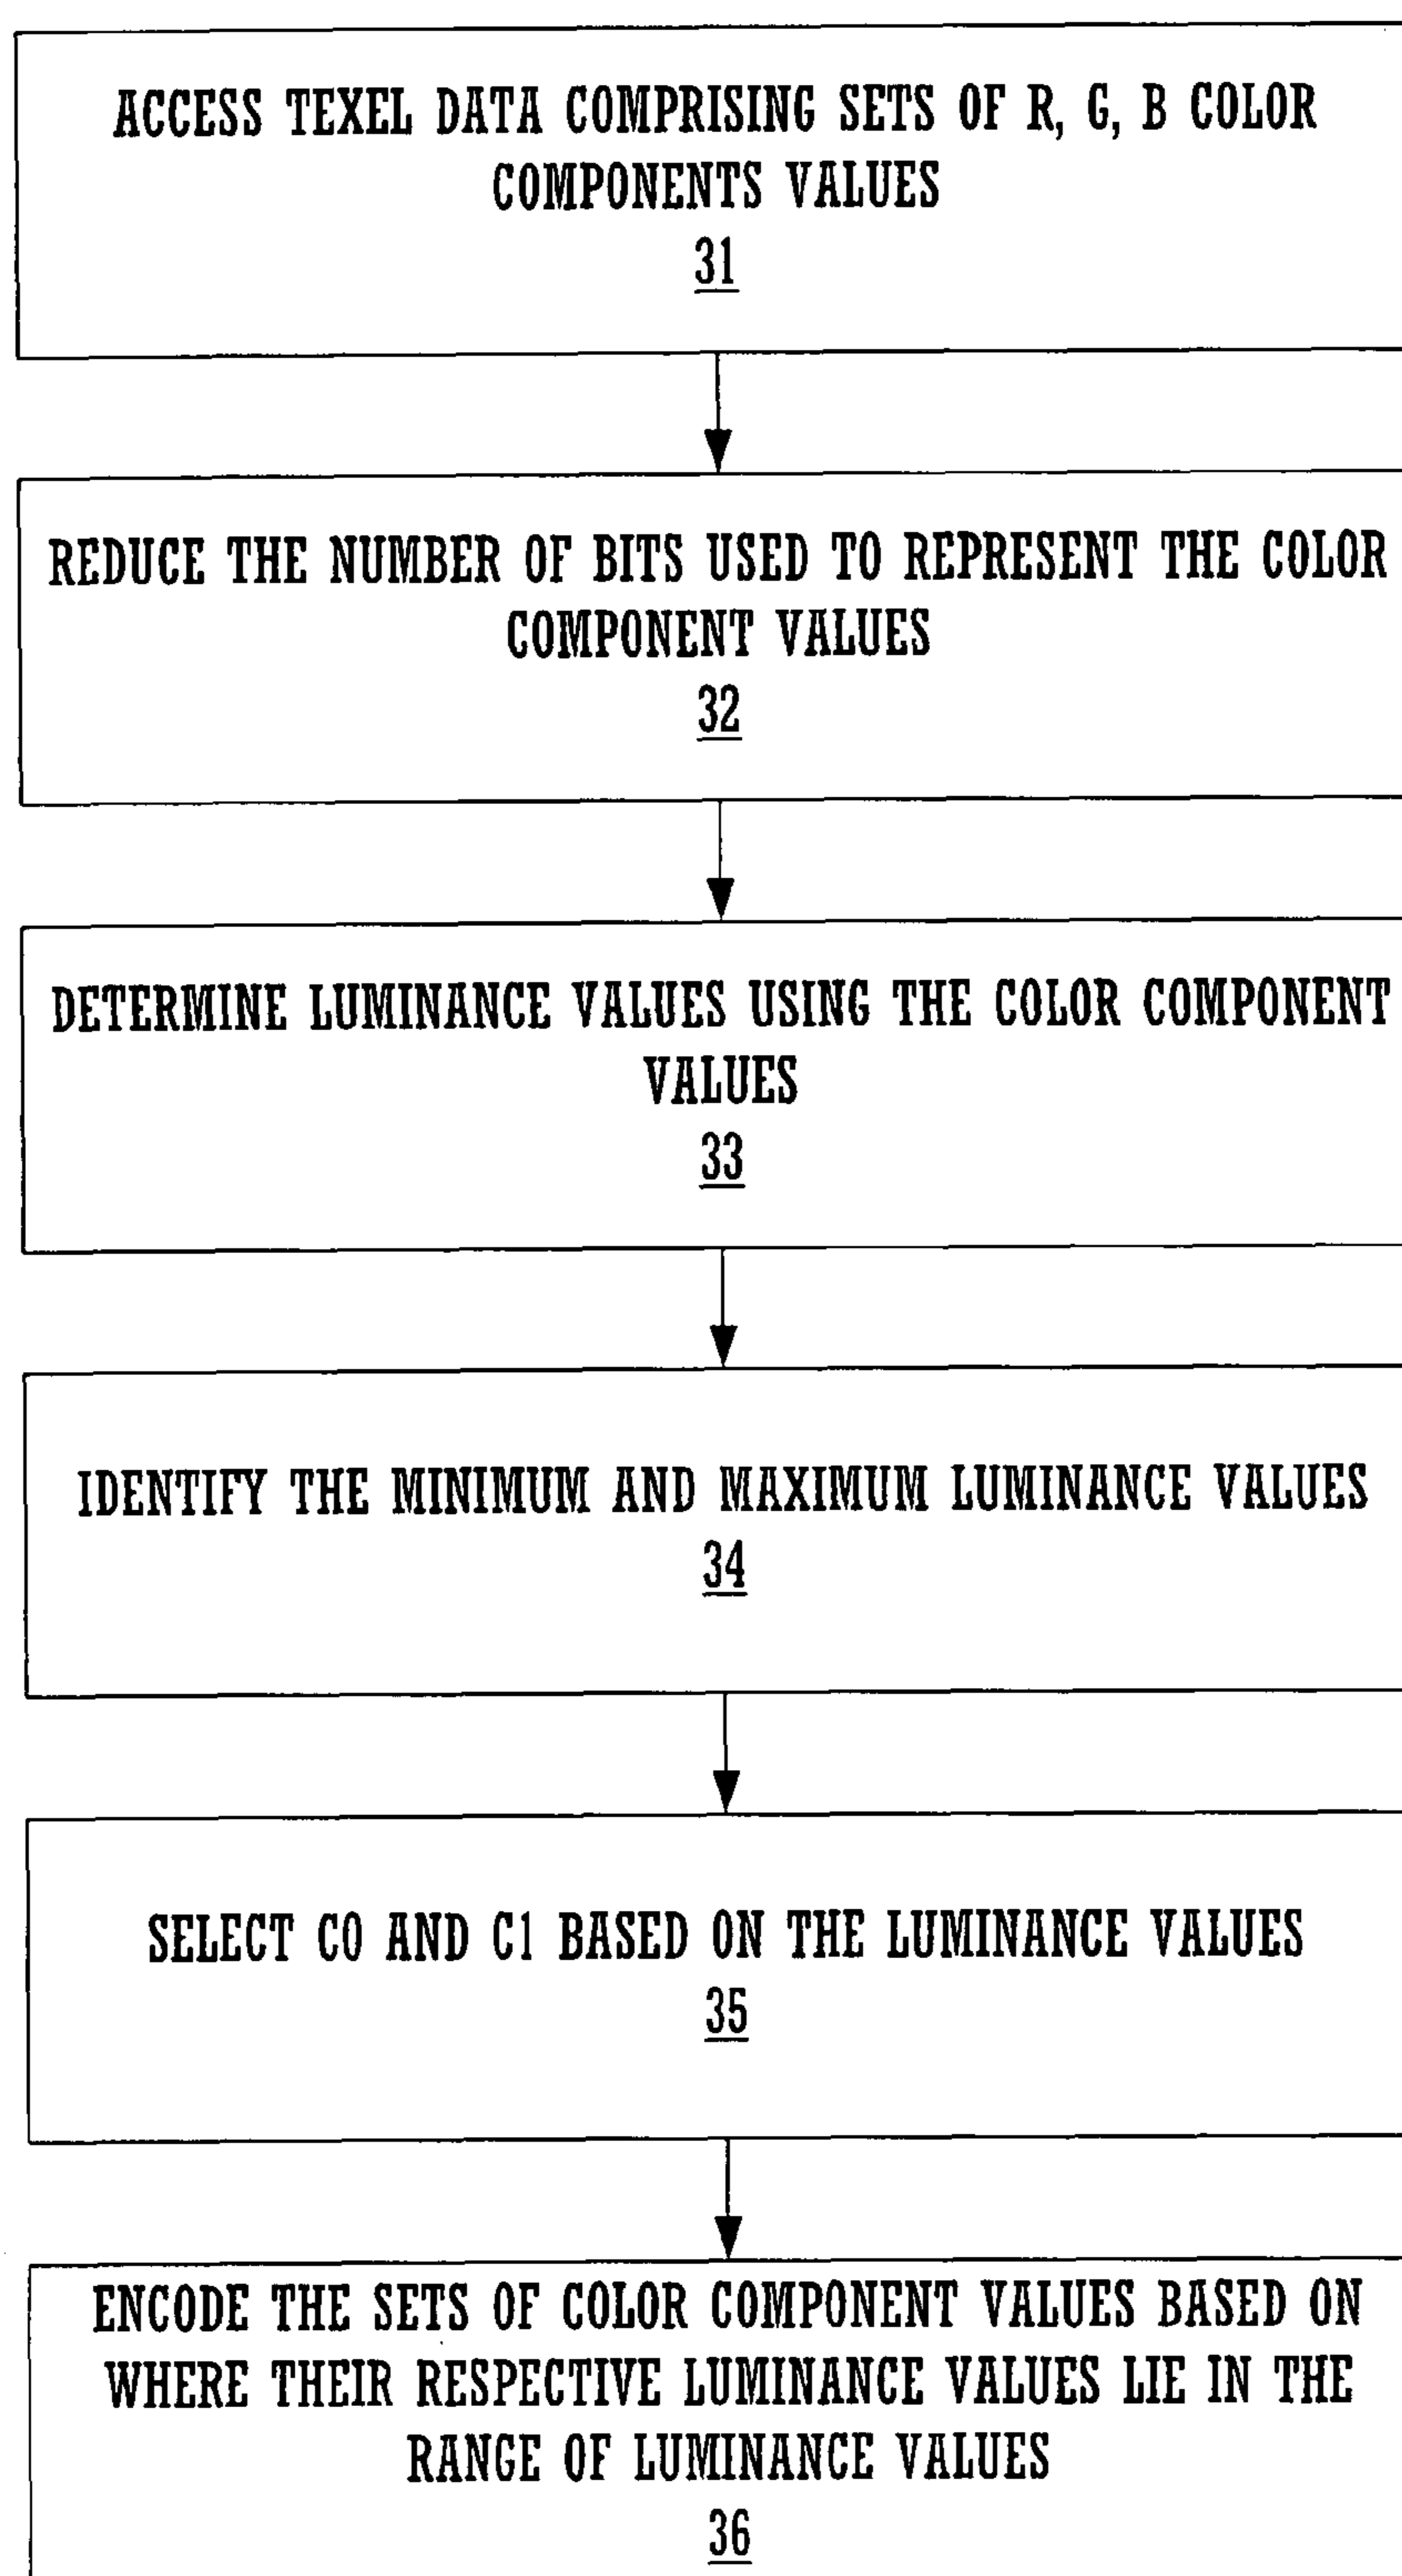 ACCESS TEXEL DATA COMPRISING SETS OF R, G, B COLOR
COMPONENTS VALUES
31
REDUCE THE NUMBER OF BITS USED TO REPRESENT THE COLOR
COMPONENT VALUES
32
DETERMINE LUMINANCE VALUES USING THE COLOR COMPONENT
VALUES
33
IDENTIFY THE MINIMUM AND MAXIMUM LUMINANCE VALUES
34
SELECT C0 AND C1 BASED ON THE LUMINANCE VALUES
35
ENCODE THE SETS OF COLOR COMPONENT VALUES BASED ON
WHERE THEIR RESPECTIVE LUMINANCE VALUES LIE IN THE
RANGE OF LUMINANCE VALUES
36